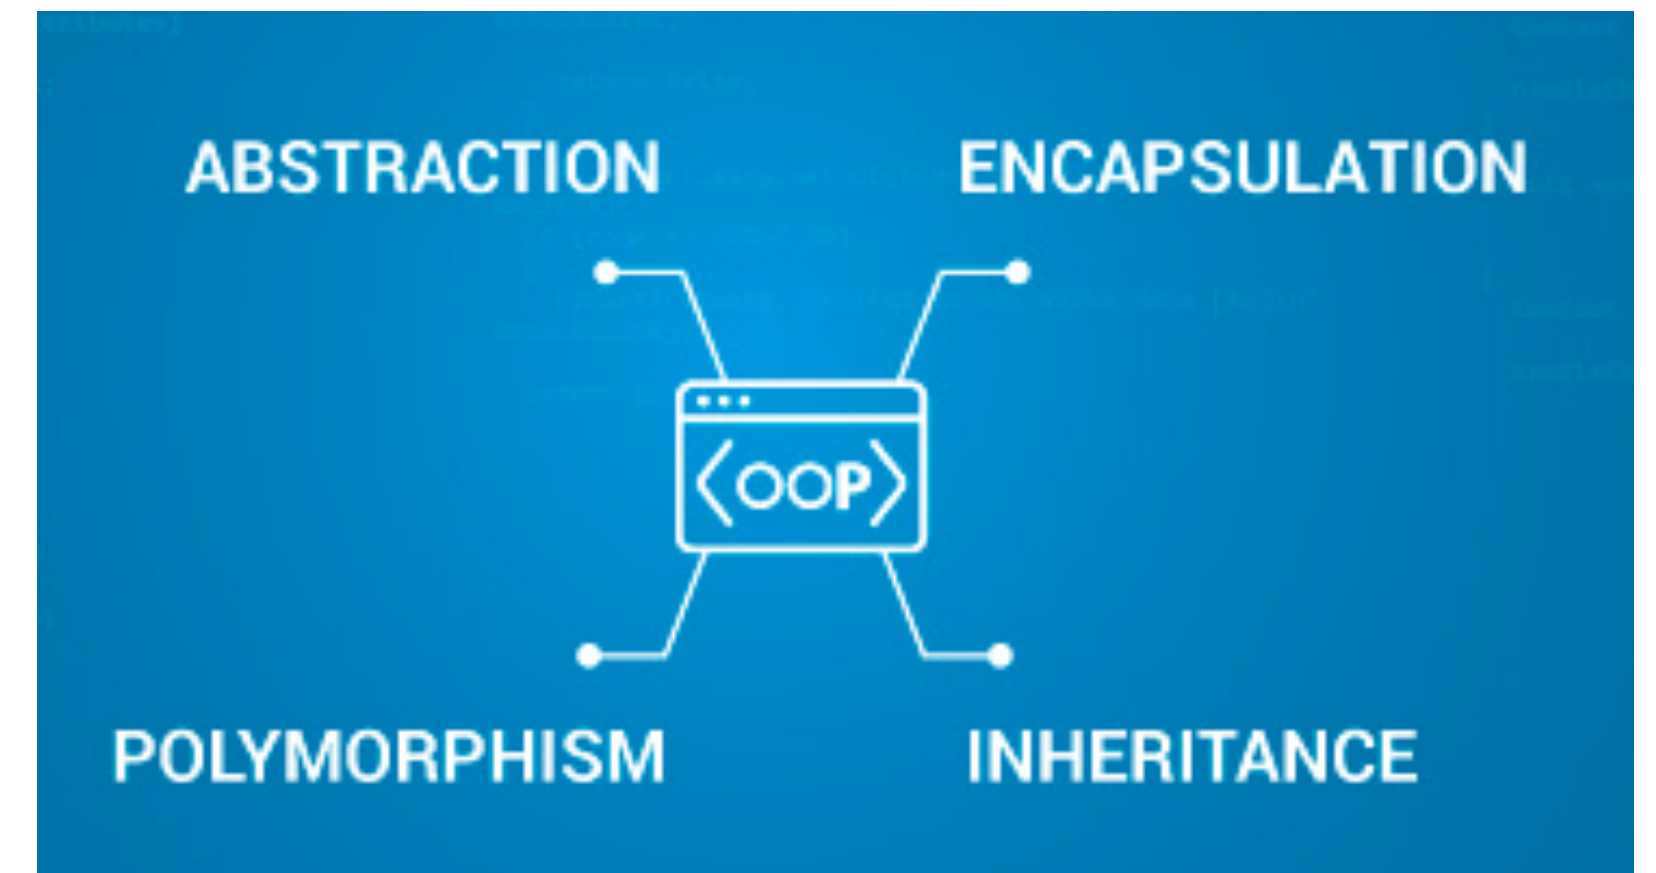 ABSTRACTION
ENCAPSULATION
<OOP>
POLYMORPHISM
INHERITANCE